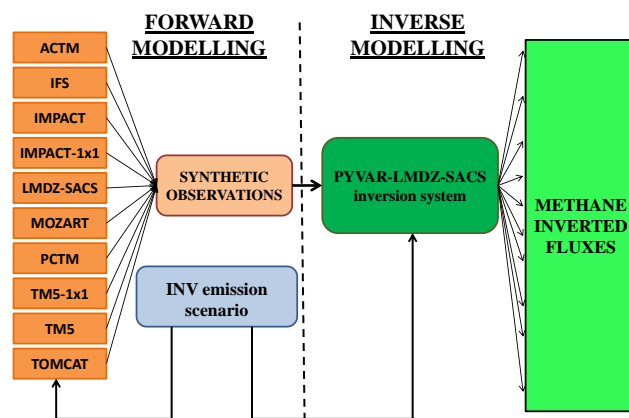 FORWARD
MODELLING
INVERSE
MODELLING
ACTM
IFS
IMPACT
IMPACT-1x1
LMDZ-SACS
MOZART
PCTM
TM5-1x1
TM5
TOMCAT
SYNTHETIC
OBSERVATIONS
INV emission
scenario
PYVAR-LMDZ-SACS
inversion system
METHANE
INVERTED
FLUXES